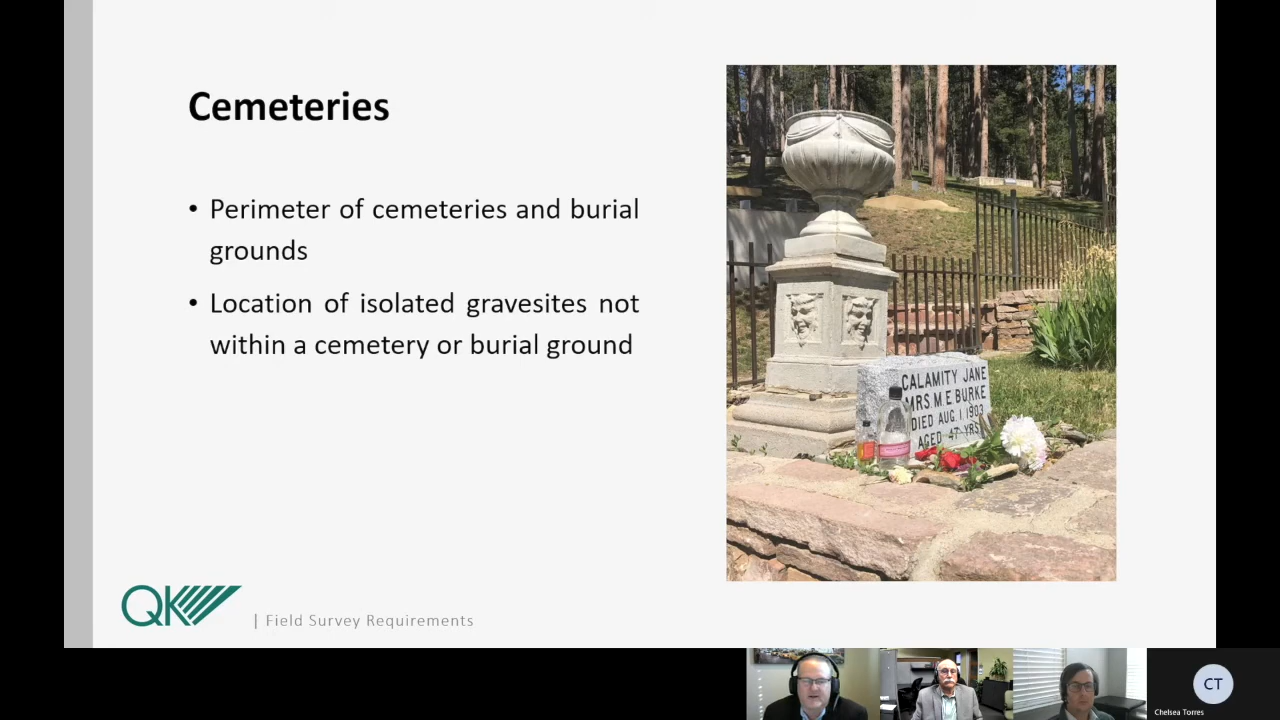 Cemeteries
• Perimeter of cemeteries and burial
grounds
• Location of isolated gravesites not
within a cemetery or burial ground
CALAMITY JANE
MRS. M. E. BURKE
DIED AUG. 1, 1903
AGED 47 YRS
QK
| Field Survey Requirements
CT
Chelsea Torres